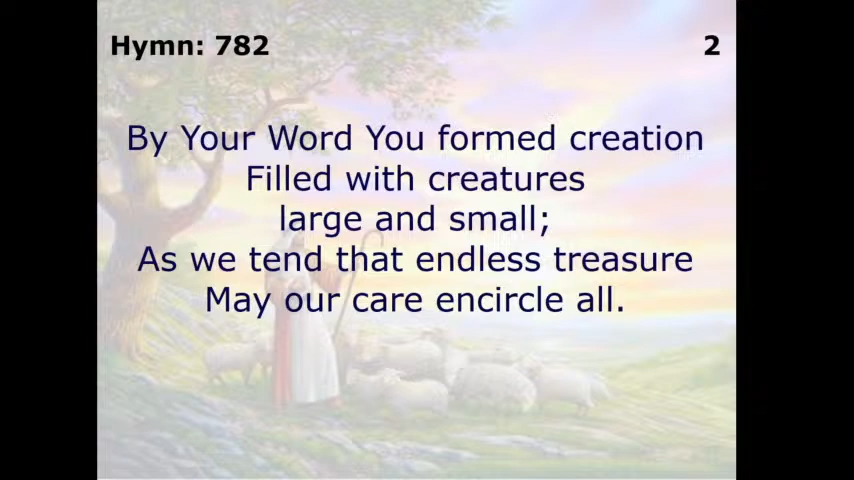 Hymn: 782 2
By Your Word You formed creation
Filled with creatures
large and small;
As we tend that endless treasure
May our care encircle all.